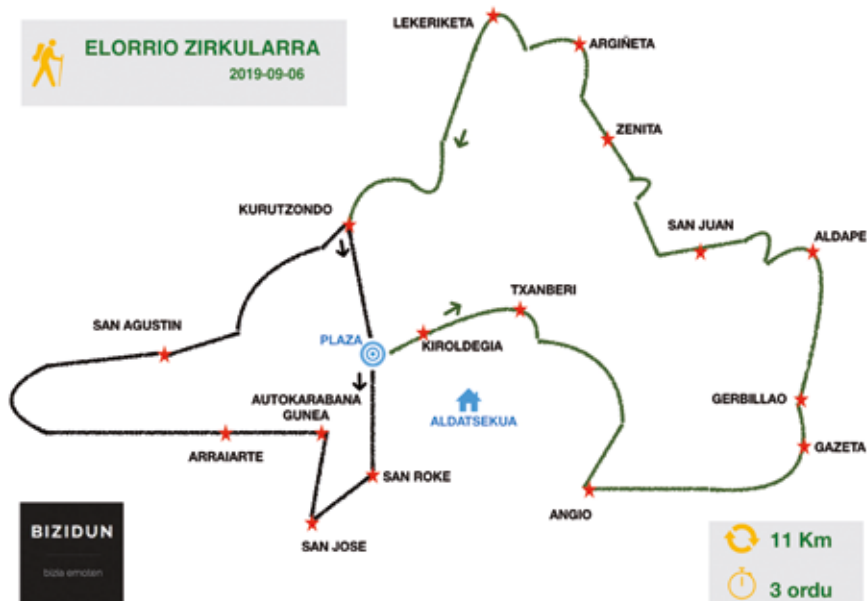 ELORRIO ZIRKULARRA
2019-09-06
LEKERIKETA
ARGIÑETA
ZENITA
KURUTZONDO
SAN JUAN
ALDAPE
TXANBERI
SAN AGUSTIN
PLAZA
KIROLDEGIA
AUTOKARABANA
GUNEA
ALDATSEKUA
GERBILLAO
ARRAIARTE
GAZETA
SAN ROKE
ANGIO
SAN JOSE
BIZIDUN
bizia emoten
11 Km
3 ordu